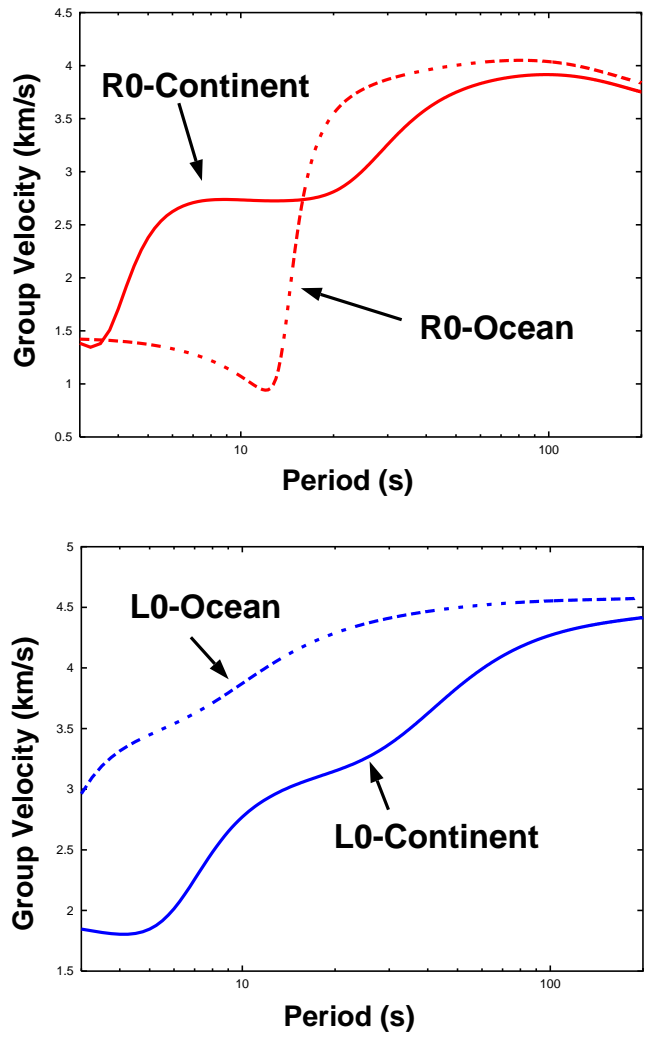 4.5
4
3.5
3
2.5
2
1.5
1
0.5
Group Velocity (km/s)
R0-Continent
R0-Ocean
10
100
Period (s)
5
4.5
4
3.5
3
2.5
2
1.5
Group Velocity (km/s)
L0-Ocean
L0-Continent
10
100
Period (s)